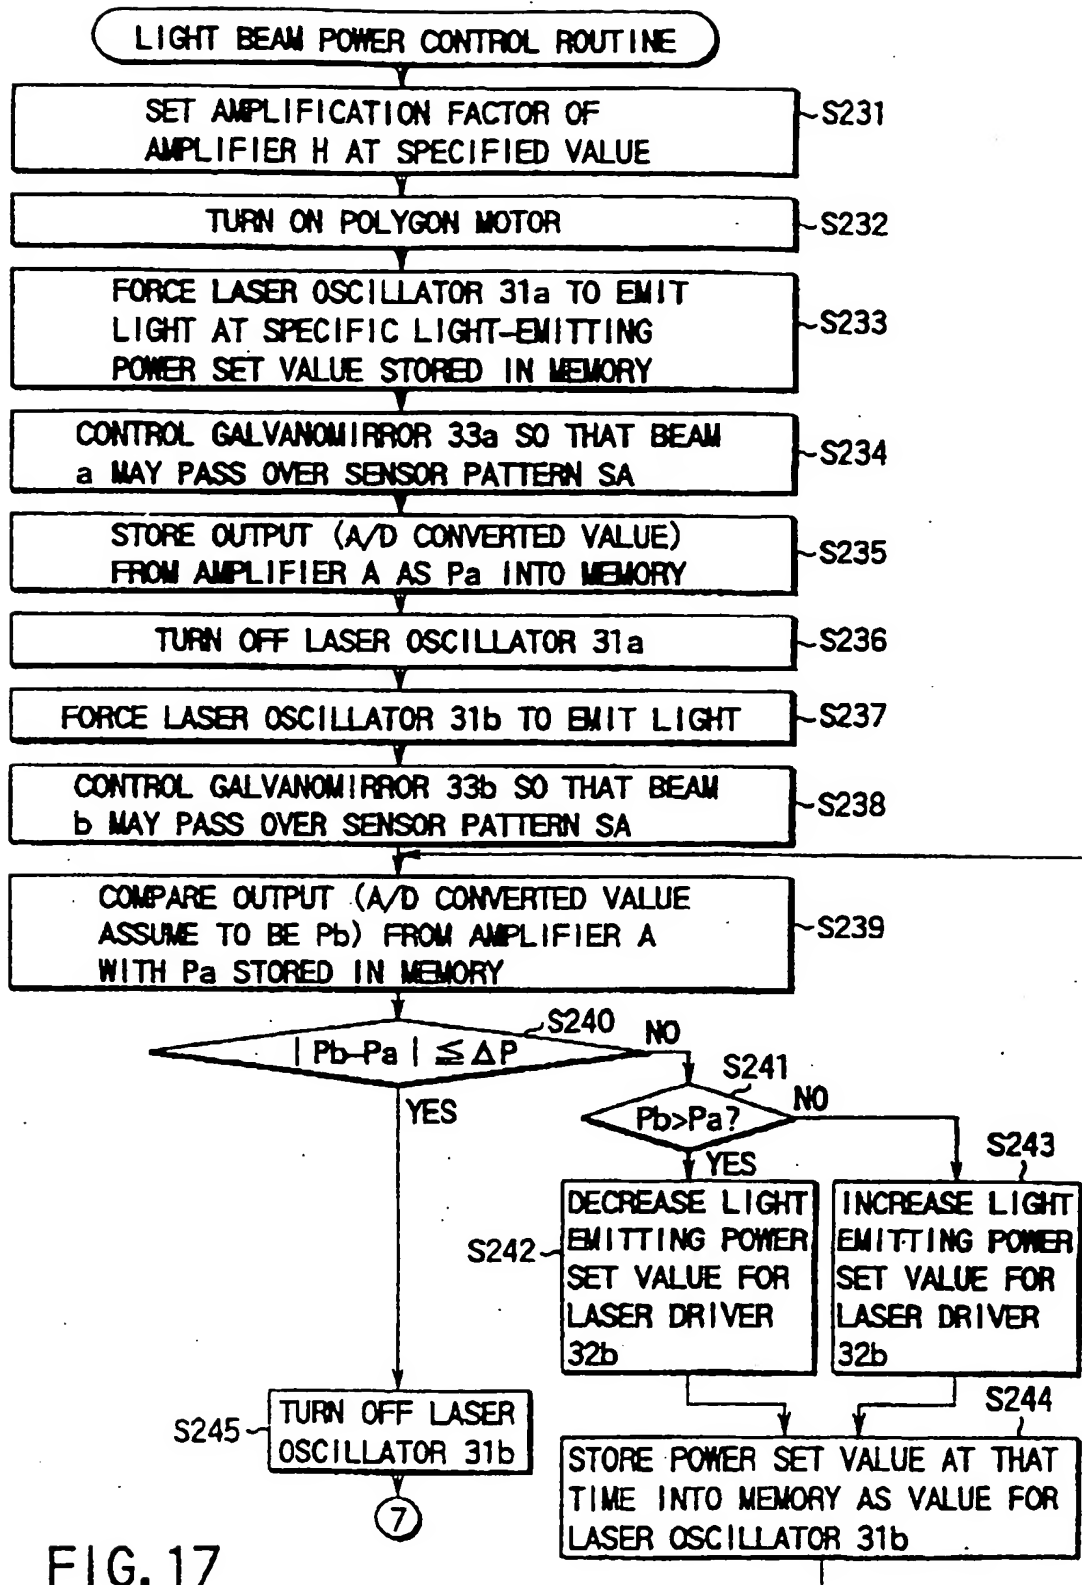 LIGHT BEAM POWER CONTROL ROUTINE
SET AMPLIFICATION FACTOR OF
AMPLIFIER H AT SPECIFIED VALUE
S231
TURN ON POLYGON MOTOR
S232
FORCE LASER OSCILLATOR 31a TO EMIT
LIGHT AT SPECIFIC LIGHT-EMITTING
POWER SET VALUE STORED IN MEMORY
S233
CONTROL GALVANOMIRROR 33a SO THAT BEAM
a MAY PASS OVER SENSOR PATTERN SA
S234
STORE OUTPUT (A/D CONVERTED VALUE)
FROM AMPLIFIER A AS Pa INTO MEMORY
S235
TURN OFF LASER OSCILLATOR 31a
S236
FORCE LASER OSCILLATOR 31b TO EMIT LIGHT
S237
CONTROL GALVANOMIRROR 33b SO THAT BEAM
b MAY PASS OVER SENSOR PATTERN SA
S238
COMPARE OUTPUT (A/D CONVERTED VALUE
ASSUME TO BE Pb) FROM AMPLIFIER A
WITH Pa STORED IN MEMORY
S239
S240
| Pb-Pa | ≦ ΔP
NO
YES
S241
Pb>Pa?
NO
YES
S242
DECREASE LIGHT
EMITTING POWER
SET VALUE FOR
LASER DRIVER
32b
S243
INCREASE LIGHT
EMITTING POWER
SET VALUE FOR
LASER DRIVER
32b
S244
STORE POWER SET VALUE AT THAT
TIME INTO MEMORY AS VALUE FOR
LASER OSCILLATOR 31b
S245
TURN OFF LASER
OSCILLATOR 31b
7
FIG. 17